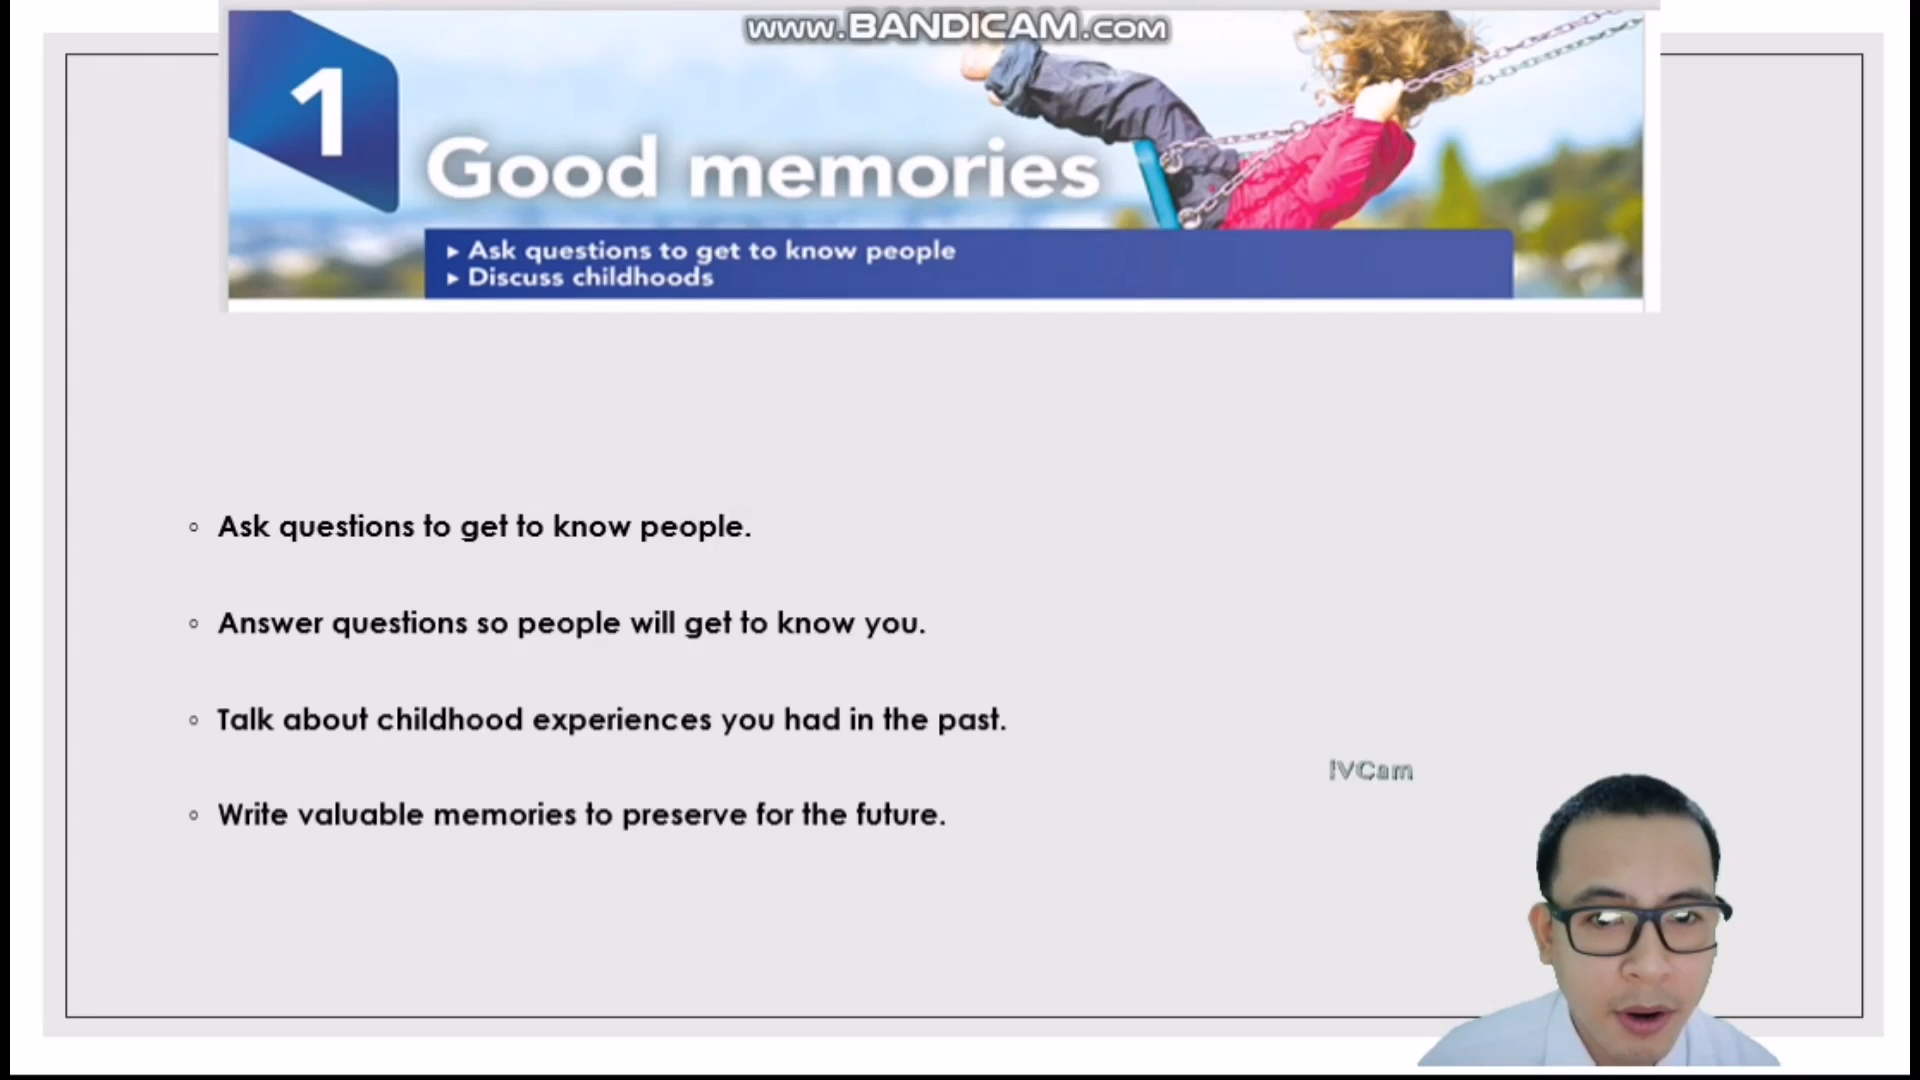 www.BANDICAM.com
1
Good memories
▸ Ask questions to get to know people
▸ Discuss childhoods
◦ Ask questions to get to know people.
◦ Answer questions so people will get to know you.
◦ Talk about childhood experiences you had in the past.
iVCam
◦ Write valuable memories to preserve for the future.